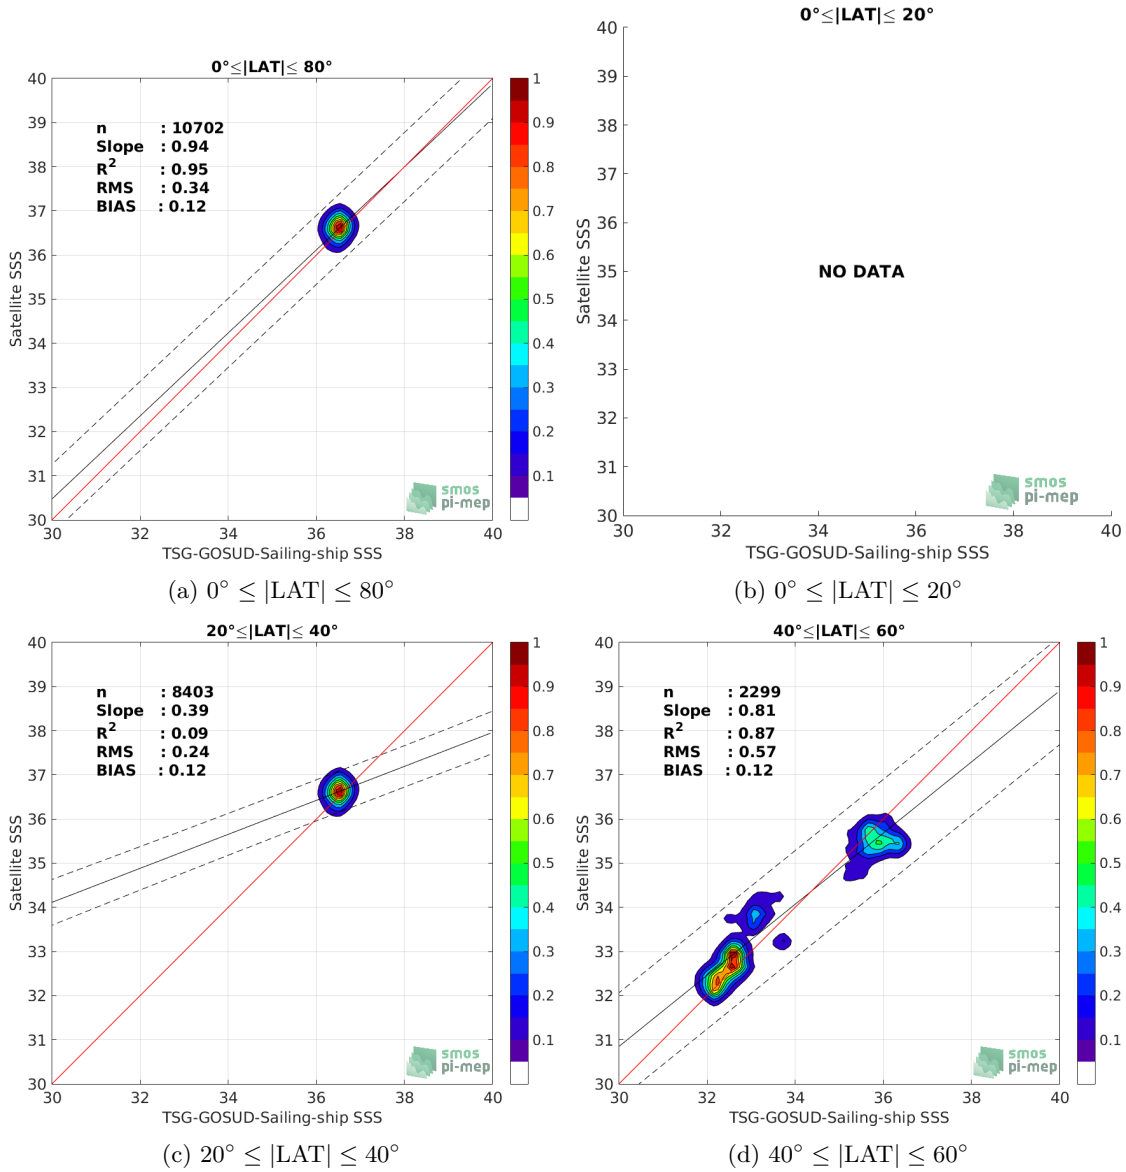 0°≤|LAT|≤ 80°
n : 10702
Slope : 0.94
R² : 0.95
RMS : 0.34
BIAS : 0.12
Satellite SSS
40
39
38
37
36
35
34
33
32
31
30
30 32 34 36 38 40
TSG-GOSUD-Sailing-ship SSS
1
0.9
0.8
0.7
0.6
0.5
0.4
0.3
0.2
0.1
smos
pi-mep
(a) 0° ≤ |LAT| ≤ 80°
0°≤|LAT|≤ 20°
NO DATA
Satellite SSS
40
39
38
37
36
35
34
33
32
31
30
30 32 34 36 38 40
TSG-GOSUD-Sailing-ship SSS
smos
pi-mep
(b) 0° ≤ |LAT| ≤ 20°
20°≤|LAT|≤ 40°
n : 8403
Slope : 0.39
R² : 0.09
RMS : 0.24
BIAS : 0.12
Satellite SSS
40
39
38
37
36
35
34
33
32
31
30
30 32 34 36 38 40
TSG-GOSUD-Sailing-ship SSS
1
0.9
0.8
0.7
0.6
0.5
0.4
0.3
0.2
0.1
smos
pi-mep
(c) 20° ≤ |LAT| ≤ 40°
40°≤|LAT|≤ 60°
n : 2299
Slope : 0.81
R² : 0.87
RMS : 0.57
BIAS : 0.12
Satellite SSS
40
39
38
37
36
35
34
33
32
31
30
30 32 34 36 38 40
TSG-GOSUD-Sailing-ship SSS
1
0.9
0.8
0.7
0.6
0.5
0.4
0.3
0.2
0.1
smos
pi-mep
(d) 40° ≤ |LAT| ≤ 60°